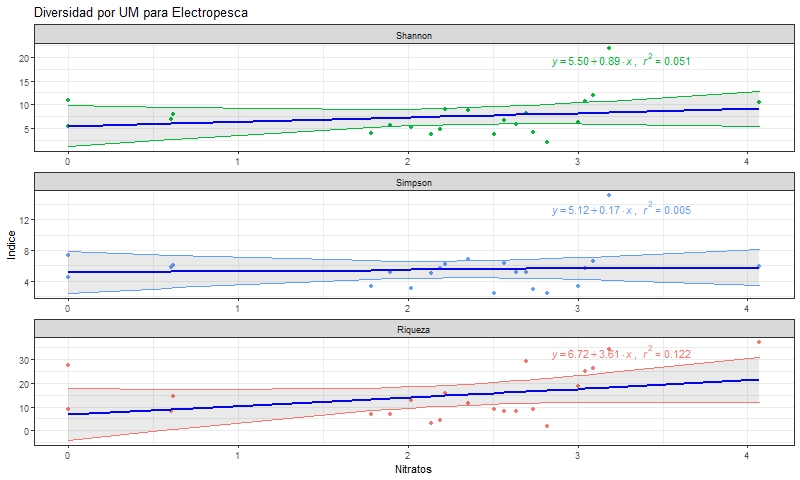 Diversidad por UM para Electropesca
Shannon
y = 5.50 + 0.89 · x , r² = 0.051
20
15
10
5
0 1 2 3 4
Simpson
y = 5.12 + 0.17 · x , r² = 0.005
12
8
4
0 1 2 3 4
Indice
Riqueza
y = 6.72 + 3.61 · x , r² = 0.122
30
20
10
0
0 1 2 3 4
Nitratos